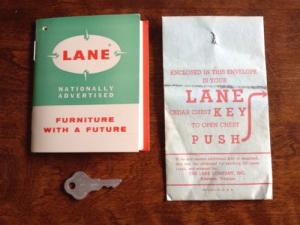 LANE
NATIONALLY
ADVERTISED
FURNITURE
WITH A FUTURE
ENCLOSED IN THIS ENVELOPE
IS YOUR
LANE
CEDAR CHEST KEY
TO OPEN CHEST
PUSH
THE LANE COMPANY, INC.